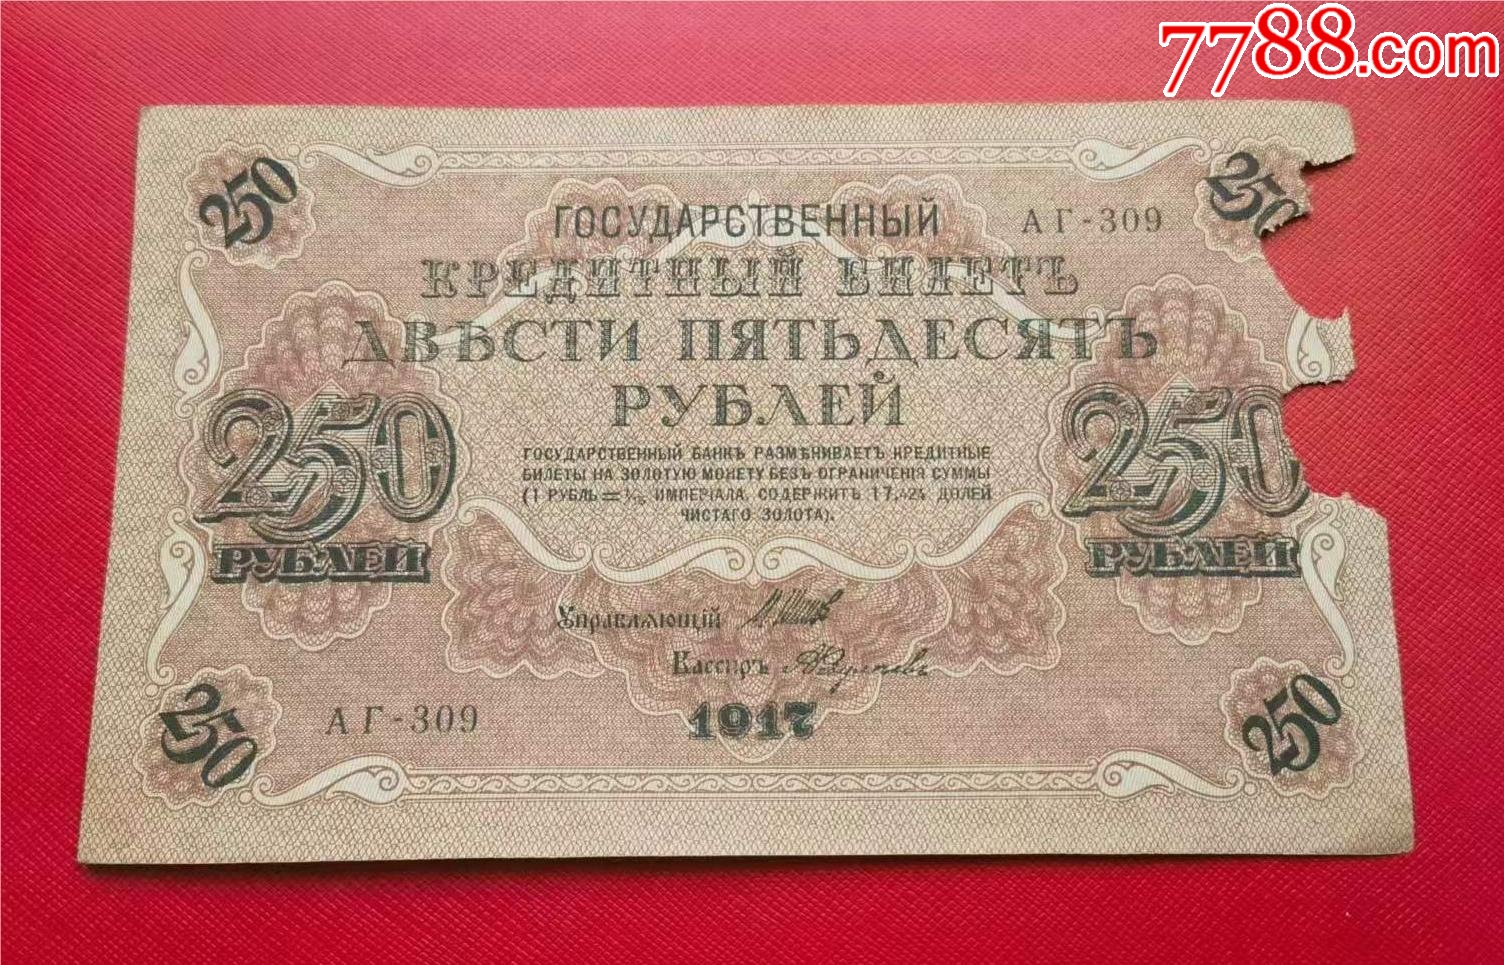 7788.com
250
250
ГОСУДАРСТВЕННЫЙ
АГ-309
КРЕДИТНЫЙ БИЛЕТЪ
ДВѢСТИ ПЯТЬДЕСЯТЪ
РУБЛЕЙ
250
РУБЛЕЙ
250
РУБЛЕЙ
ГОСУДАРСТВЕННЫЙ БАНКЪ РАЗМѢНИВАЕТЪ КРЕДИТНЫЕ
БИЛЕТЫ НА ЗОЛОТУЮ МОНЕТУ БЕЗЪ ОГРАНИЧЕНІЯ СУММЫ
(1 РУБЛЬ = 1/15 ИМПЕРІАЛА, СОДЕРЖИТЪ 17,424 ДОЛЕЙ
ЧИСТАГО ЗОЛОТА).
Управляющій
Кассиръ
250
АГ-309
1917
250